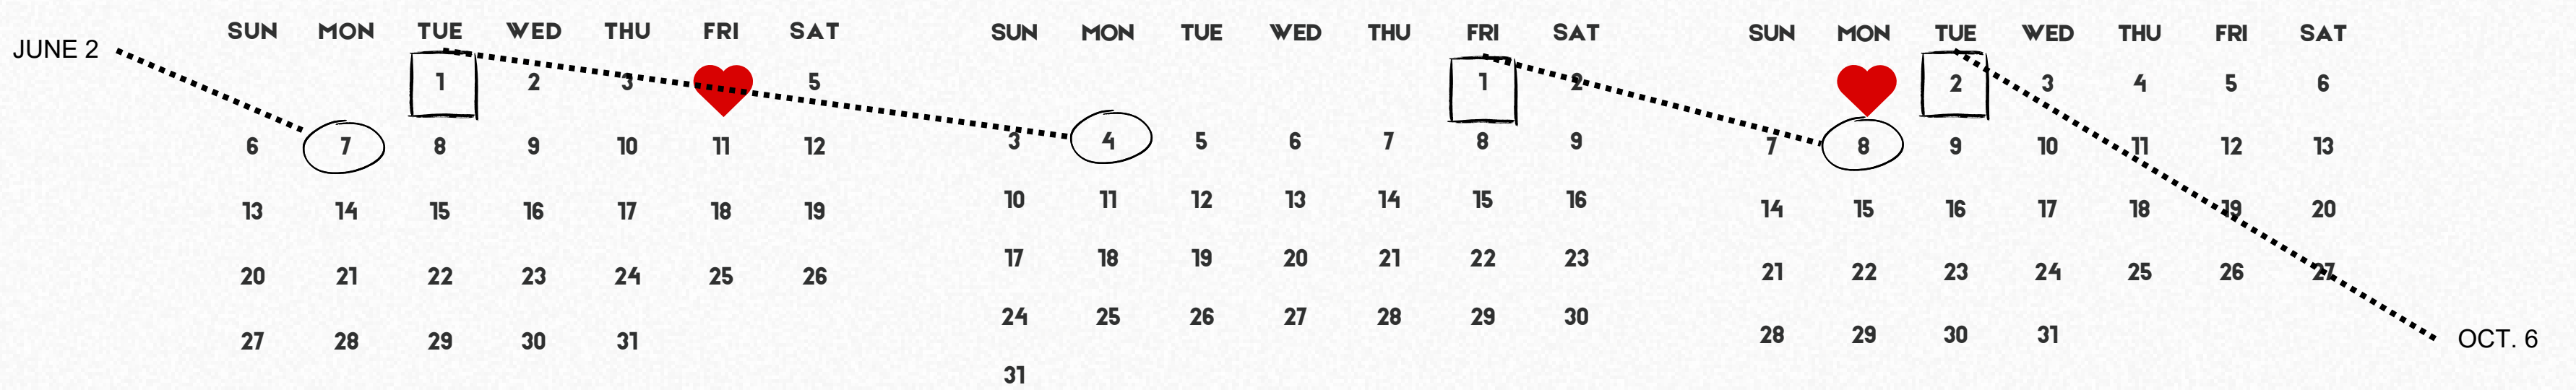 JUNE 2
SUN MON TUE WED THU FRI SAT
1 2 3 5
6 7 8 9 10 11 12
13 14 15 16 17 18 19
20 21 22 23 24 25 26
27 28 29 30 31
SUN MON TUE WED THU FRI SAT
1 2
3 4 5 6 7 8 9
10 11 12 13 14 15 16
17 18 19 20 21 22 23
24 25 26 27 28 29 30
31
SUN MON TUE WED THU FRI SAT
2 3 4 5 6
7 8 9 10 11 12 13
14 15 16 17 18 19 20
21 22 23 24 25 26 27
28 29 30 31
OCT. 6